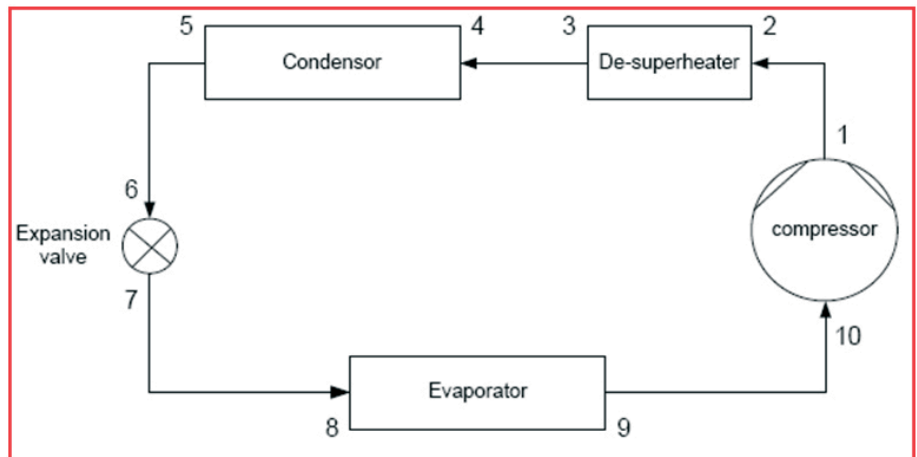 5
4
3
2
Condensor
De-superheater
1
6
Expansion
valve
compressor
7
10
Evaporator
8
9